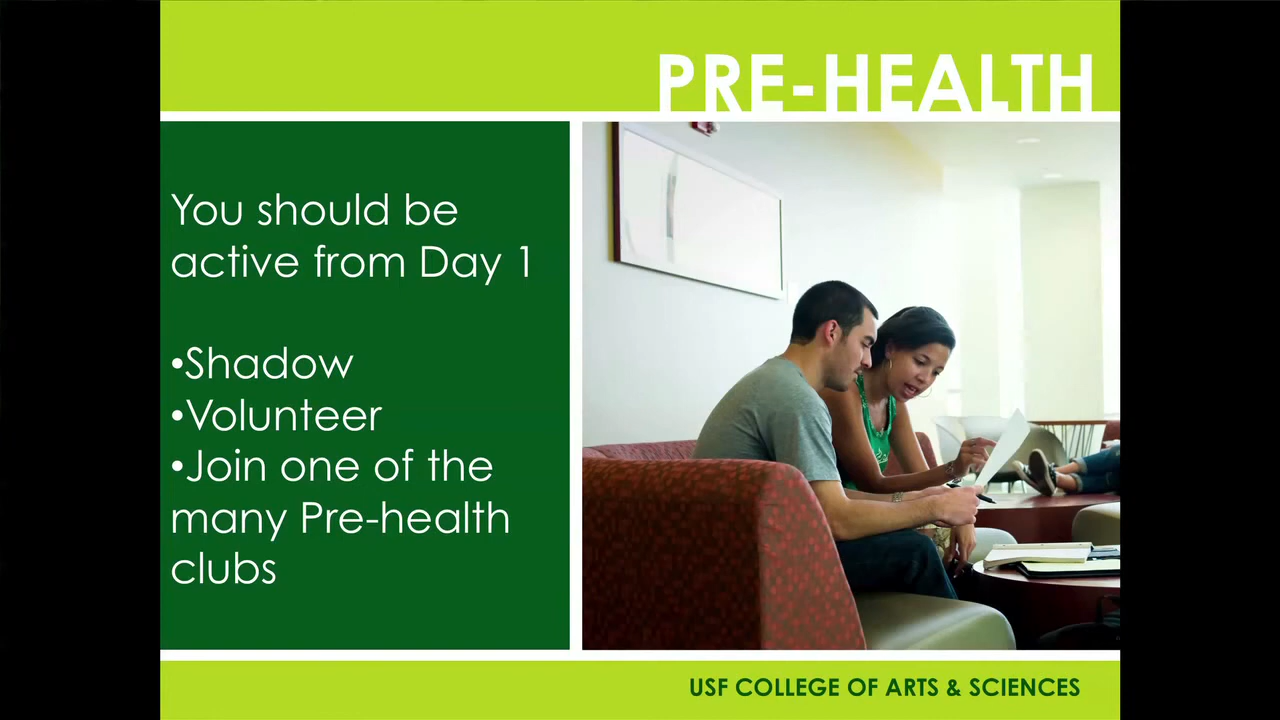 PRE-HEALTH
You should be
active from Day 1
•Shadow
•Volunteer
•Join one of the
many Pre-health
clubs
USF COLLEGE OF ARTS & SCIENCES